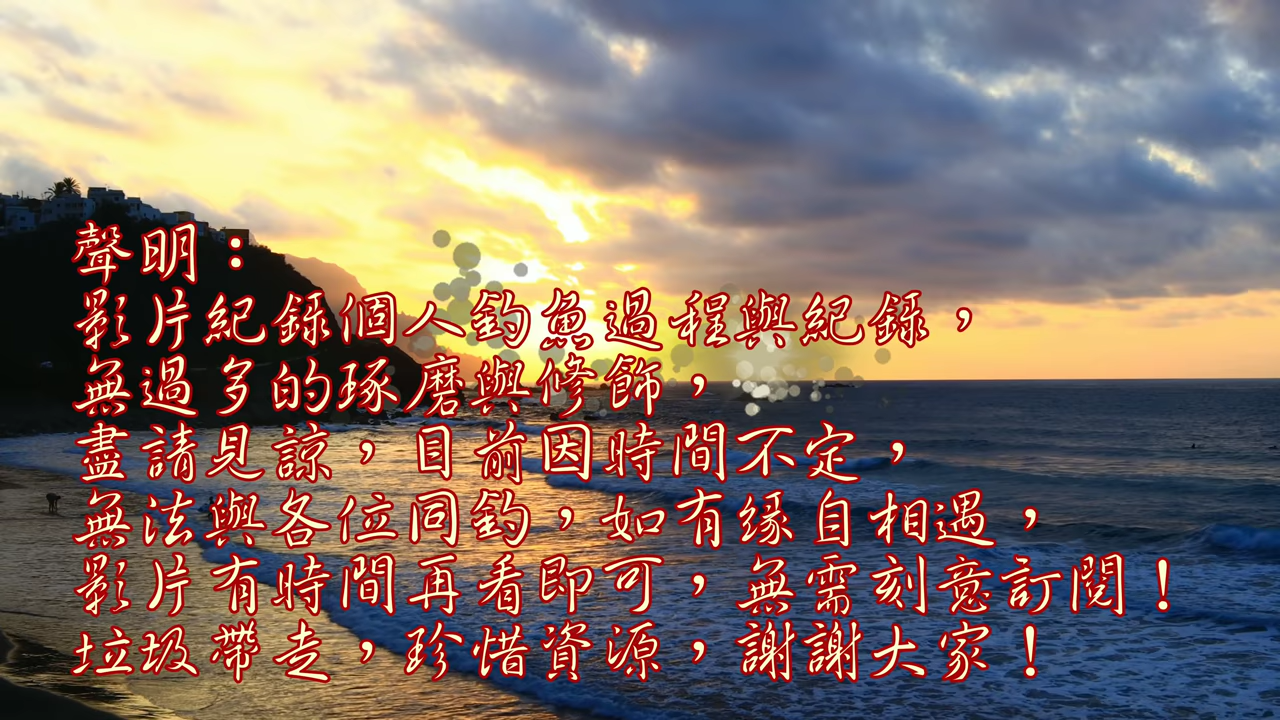 聲明：
影片紀錄個人釣魚過程與紀錄，
無過多的琢磨與修飾，
盡請見諒，目前因時間不定，
無法與各位同釣，如有緣自相遇，
影片有時間再看即可，無需刻意訂閱！
垃圾帶走，珍惜資源，謝謝大家！